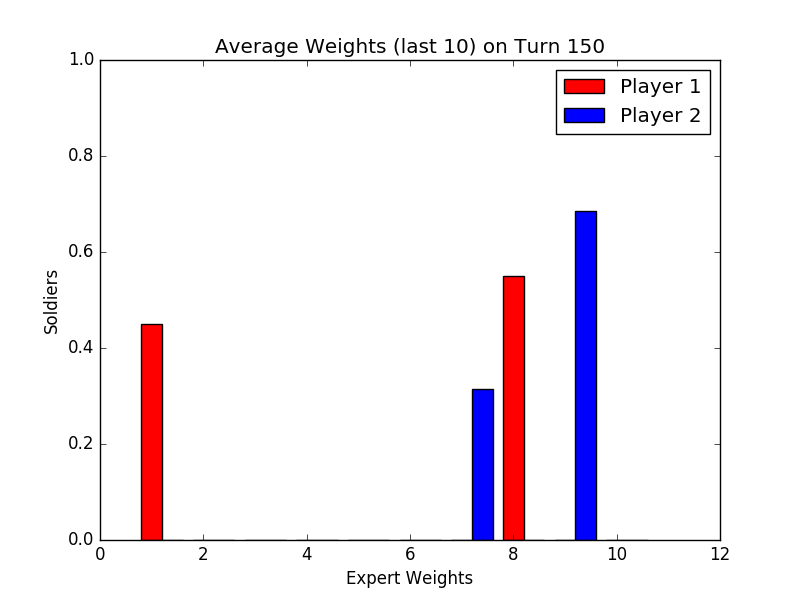 Average Weights (last 10) on Turn 150
1.0
0.8
0.6
0.4
0.2
0.0
Soldiers
Player 1
Player 2
0 2 4 6 8 10 12
Expert Weights